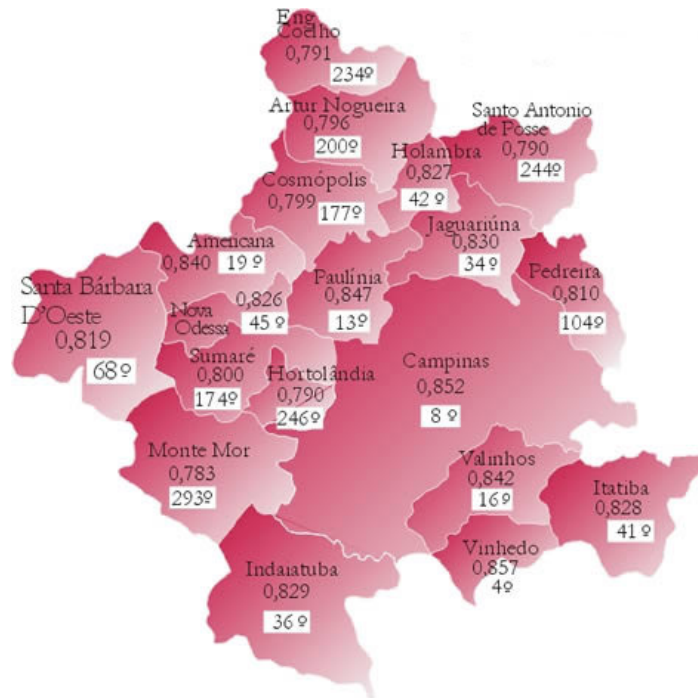 Eng
Coelho
0,791
234º
Artur Nogueira
0,796
200º
Santo Antonio
de Posse
0,790
244º
Holambra
0,827
42 º
Cosmópolis
0,799
177º
Jaguariúna
0,830
34 º
Americana
0,840
19 º
Paulínia
0,847
13 º
Pedreira
0,810
104º
Santa Bárbara
D'Oeste
0,819
68 º
Nova
Odessa
0,826
45 º
Sumaré
0,800
174º
Hortolândia
0,790
246º
Campinas
0,852
8 º
Monte Mor
0,783
293º
Valinhos
0,842
16 º
Itatiba
0,828
41 º
Vinhedo
0,857
4º
Indaiatuba
0,829
36 º